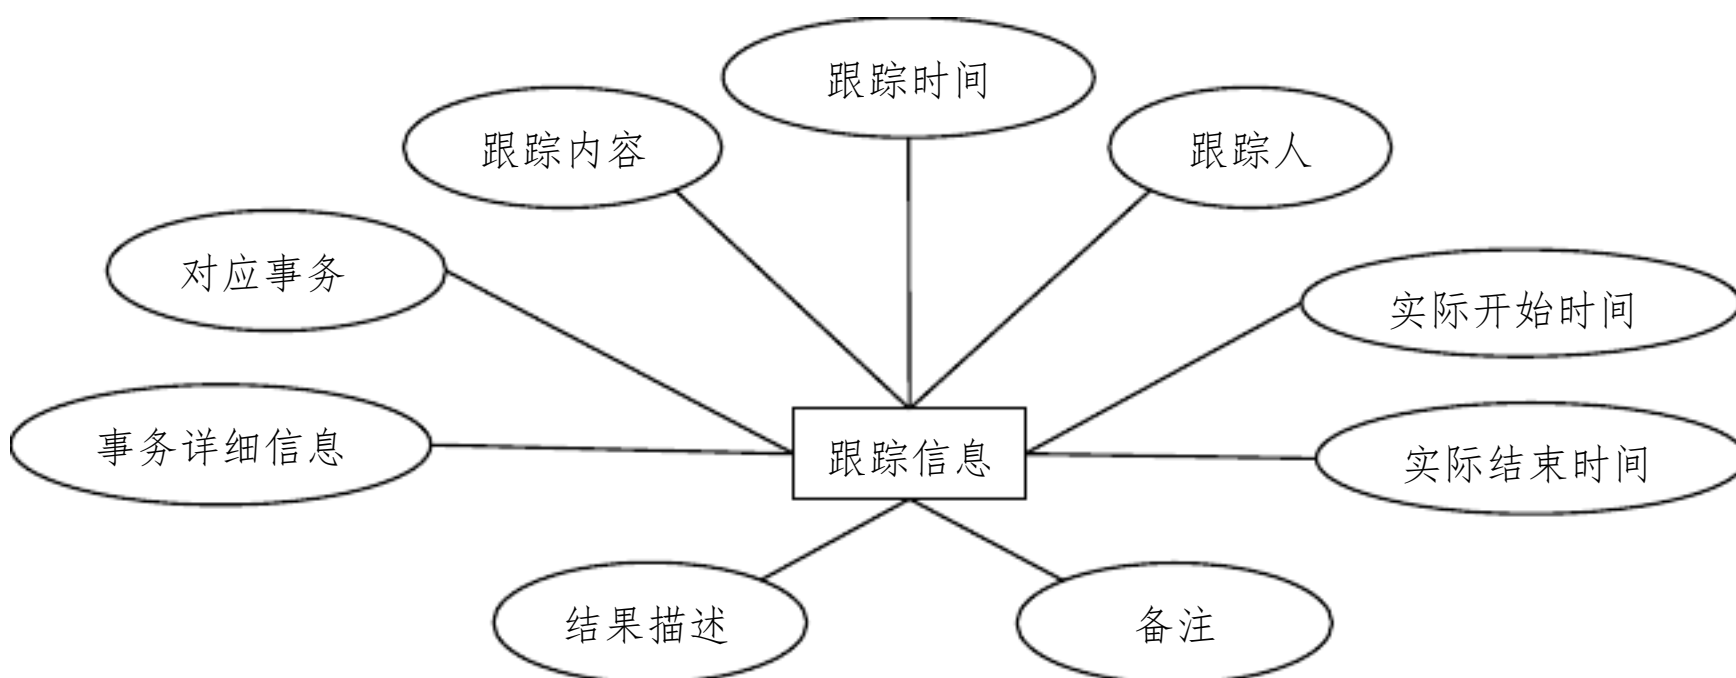 跟踪时间
跟踪内容
跟踪人
对应事务
实际开始时间
事务详细信息
跟踪信息
实际结束时间
结果描述
备注